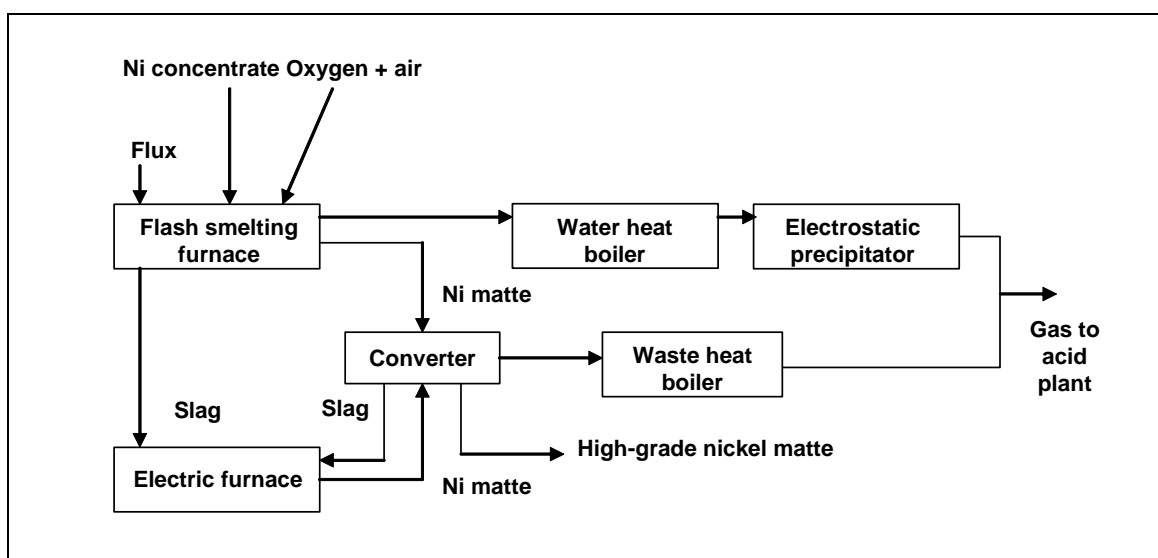 Ni concentrate Oxygen + air
Flux
Flash smelting
furnace
Water heat
boiler
Electrostatic
precipitator
Ni matte
Converter
Waste heat
boiler
Gas to
acid
plant
Slag
Slag
High-grade nickel matte
Electric furnace
Ni matte